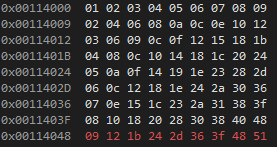 0x00114000 01 02 03 04 05 06 07 08 09
0x00114009 02 04 06 08 0a 0c 0e 10 12
0x00114012 03 06 09 0c 0f 12 15 18 1b
0x0011401B 04 08 0c 10 14 18 1c 20 24
0x00114024 05 0a 0f 14 19 1e 23 28 2d
0x0011402D 06 0c 12 18 1e 24 2a 30 36
0x00114036 07 0e 15 1c 23 2a 31 38 3f
0x0011403F 08 10 18 20 28 30 38 40 48
0x00114048 09 12 1b 24 2d 36 3f 48 51